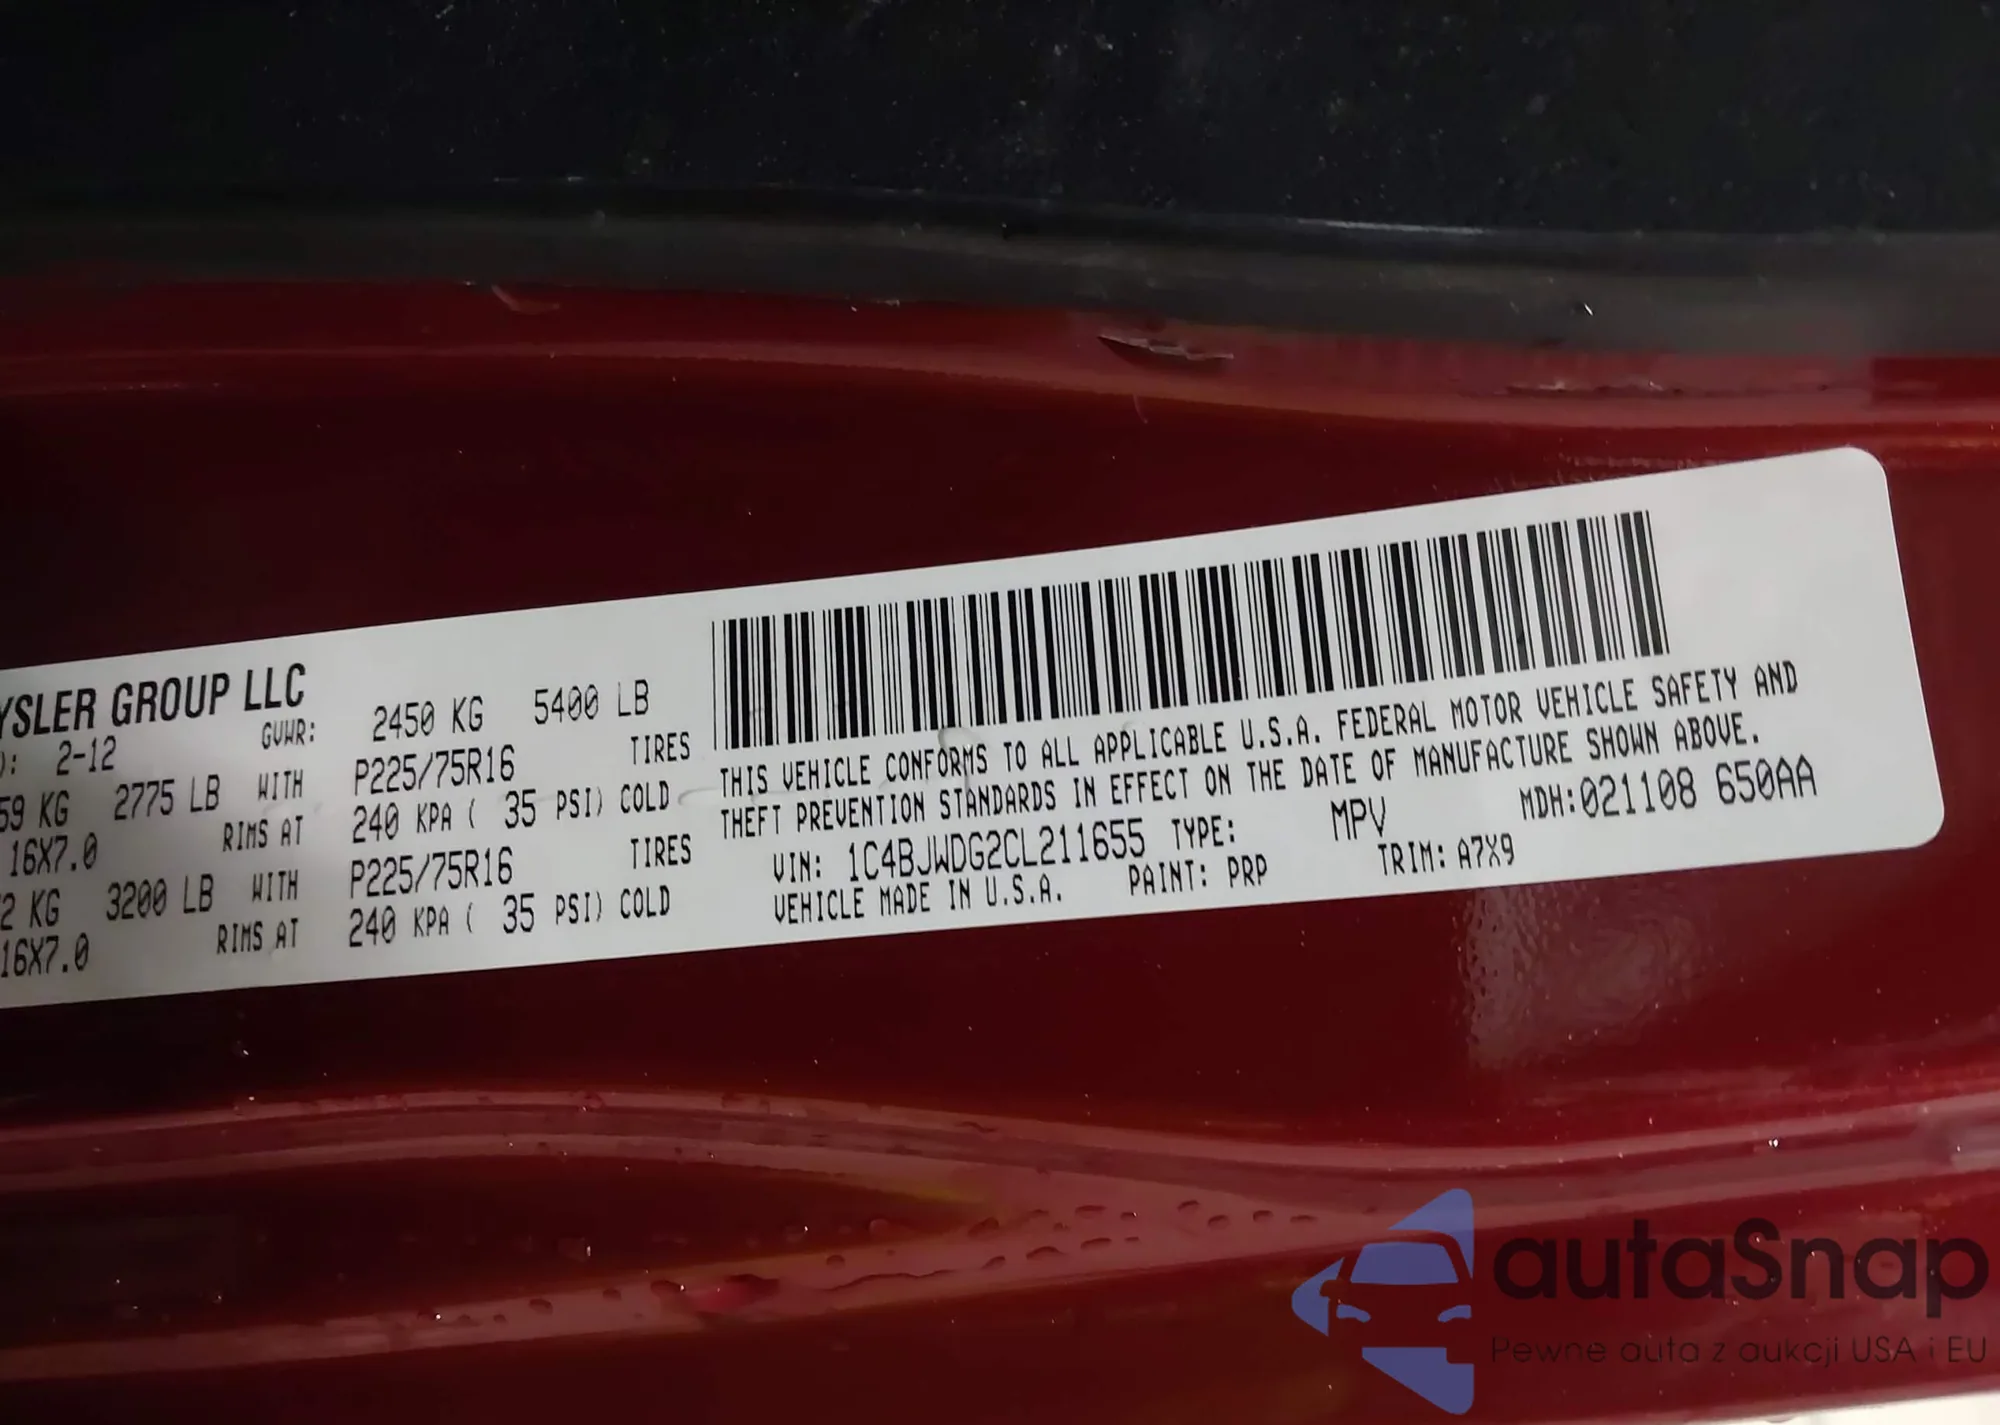 YSLER GROUP LLC
): 2-12 GVWR: 2450 KG 5400 LB
59 KG 2775 LB WITH P225/75R16 TIRES
16X7.0 RIMS AT 240 KPA ( 35 PSI) COLD
2 KG 3200 LB WITH P225/75R16 TIRES
16X7.0 RIMS AT 240 KPA ( 35 PSI) COLD
THIS VEHICLE CONFORMS TO ALL APPLICABLE U.S.A. FEDERAL MOTOR VEHICLE SAFETY AND
THEFT PREVENTION STANDARDS IN EFFECT ON THE DATE OF MANUFACTURE SHOWN ABOVE.
VIN: 1C4BJWDG2CL211655 TYPE: MPV MDH:021108 650AA
VEHICLE MADE IN U.S.A. PAINT: PRP TRIM: A7X9
autaSnap
Pewne auta z aukcji USA i EU